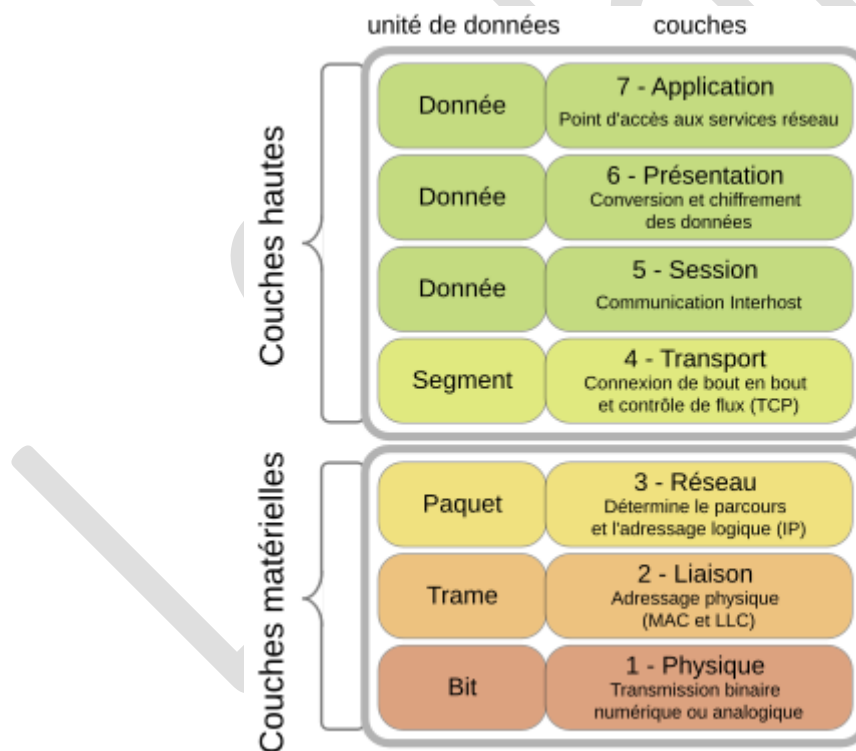 unité de données couches
Couches hautes
Donnée
7 - Application
Point d'accès aux services réseau
Donnée
6 - Présentation
Conversion et chiffrement
des données
Donnée
5 - Session
Communication Interhost
Segment
4 - Transport
Connexion de bout en bout
et contrôle de flux (TCP)
Couches matérielles
Paquet
3 - Réseau
Détermine le parcours
et l'adressage logique (IP)
Trame
2 - Liaison
Adressage physique
(MAC et LLC)
Bit
1 - Physique
Transmission binaire
numérique ou analogique